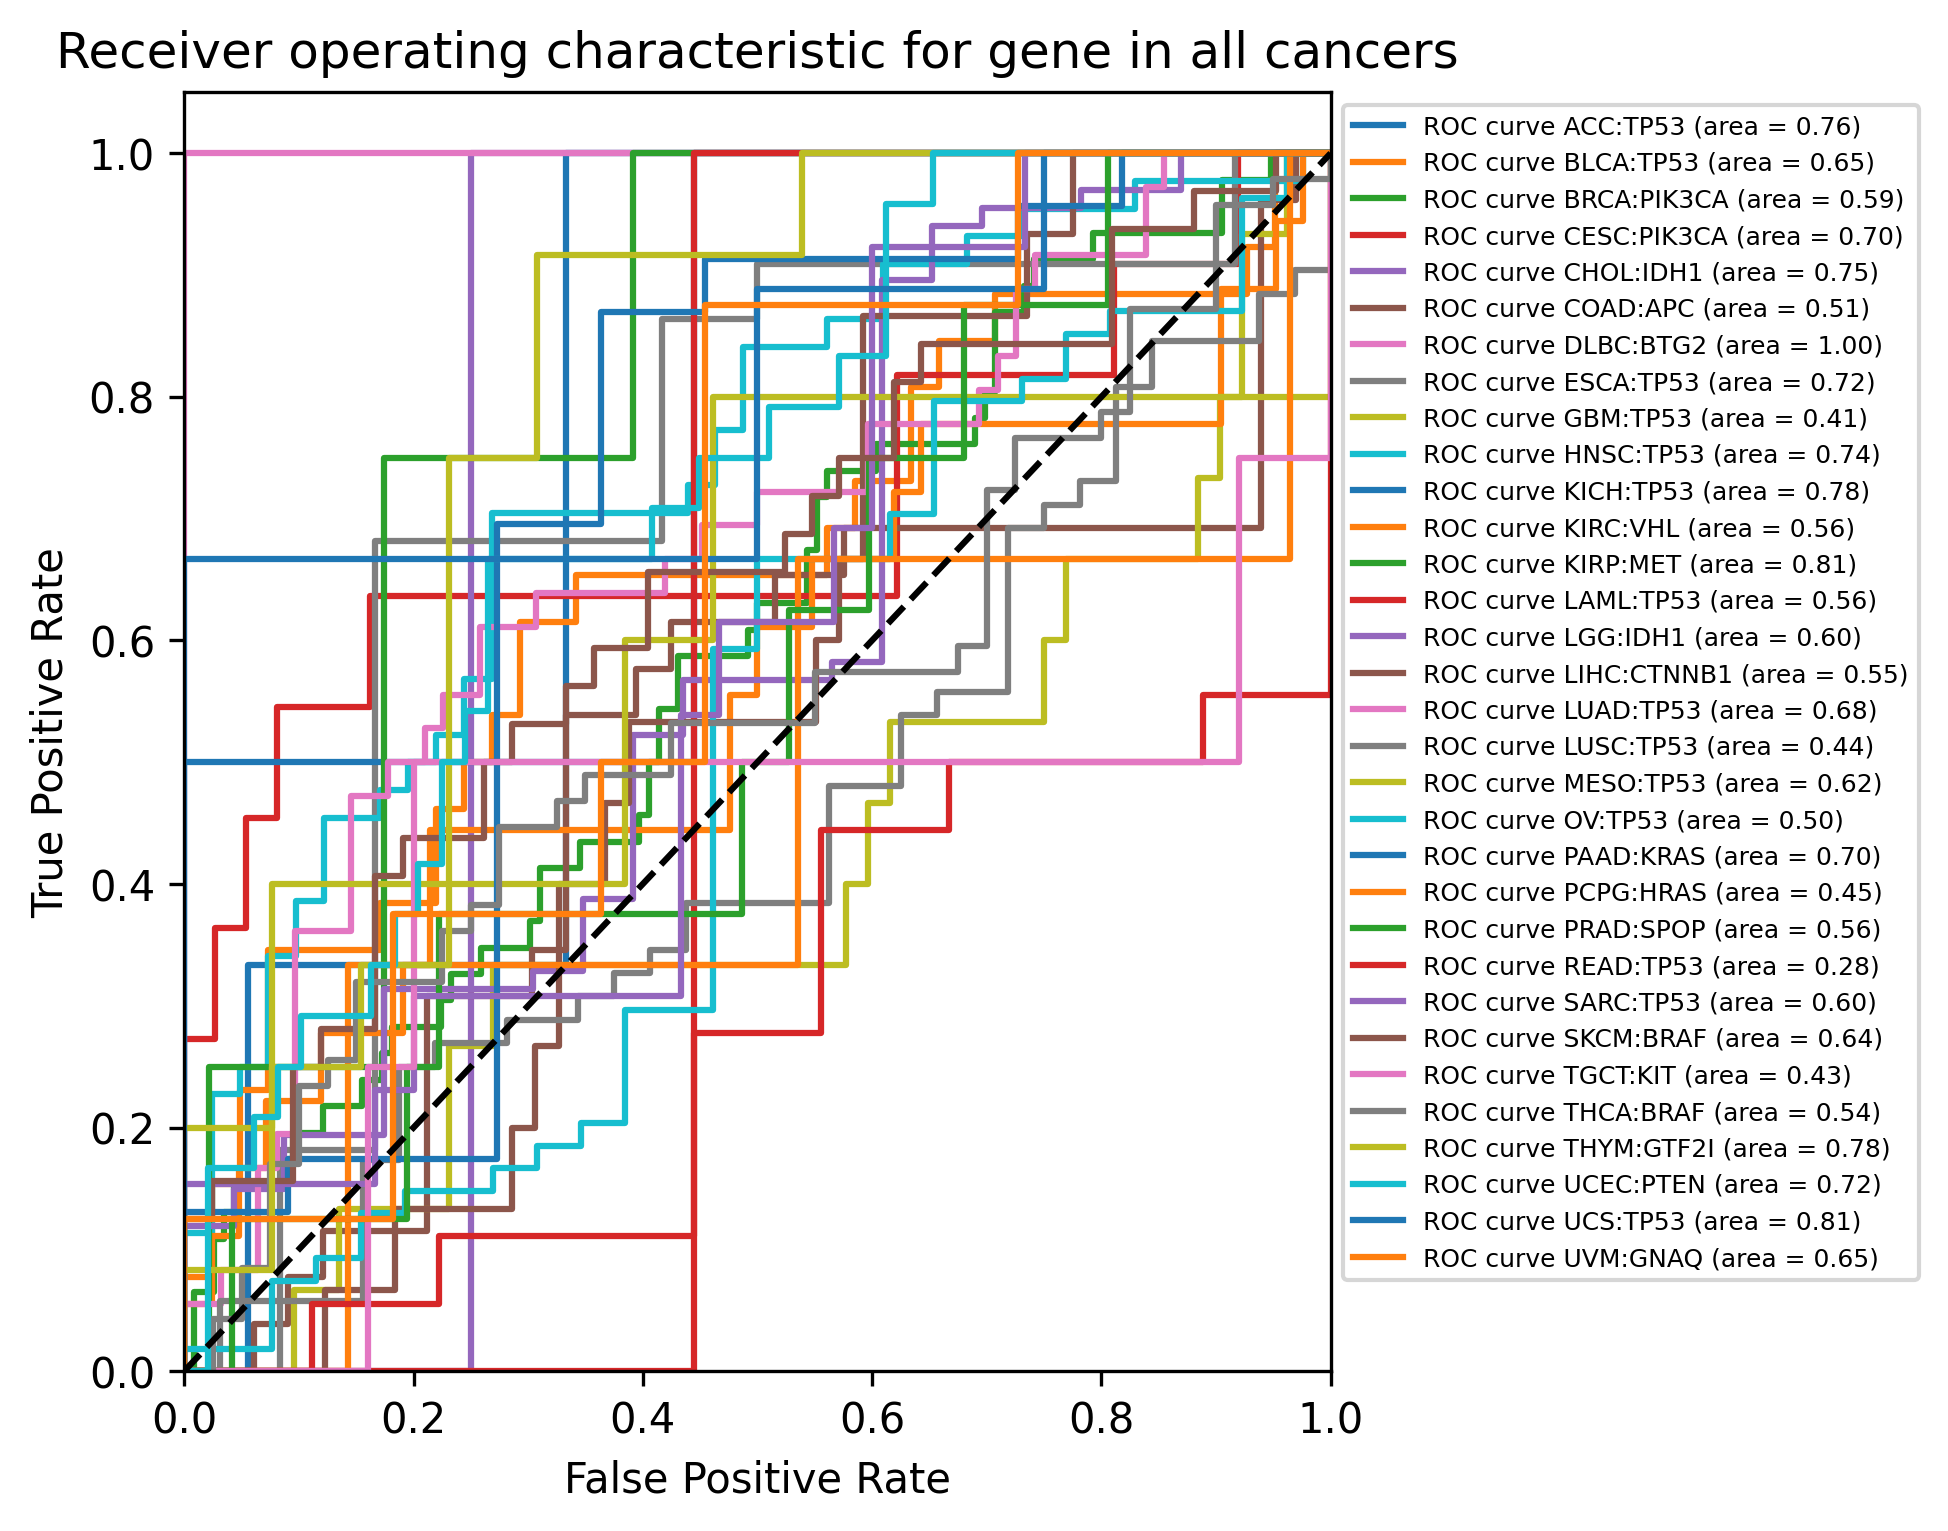 Receiver operating characteristic for gene in all cancers
ROC curve ACC:TP53 (area = 0.76)
ROC curve BLCA:TP53 (area = 0.65)
ROC curve BRCA:PIK3CA (area = 0.59)
ROC curve CESC:PIK3CA (area = 0.70)
ROC curve CHOL:IDH1 (area = 0.75)
ROC curve COAD:APC (area = 0.51)
ROC curve DLBC:BTG2 (area = 1.00)
ROC curve ESCA:TP53 (area = 0.72)
ROC curve GBM:TP53 (area = 0.41)
ROC curve HNSC:TP53 (area = 0.74)
ROC curve KICH:TP53 (area = 0.78)
ROC curve KIRC:VHL (area = 0.56)
ROC curve KIRP:MET (area = 0.81)
ROC curve LAML:TP53 (area = 0.56)
ROC curve LGG:IDH1 (area = 0.60)
ROC curve LIHC:CTNNB1 (area = 0.55)
ROC curve LUAD:TP53 (area = 0.68)
ROC curve LUSC:TP53 (area = 0.44)
ROC curve MESO:TP53 (area = 0.62)
ROC curve OV:TP53 (area = 0.50)
ROC curve PAAD:KRAS (area = 0.70)
ROC curve PCPG:HRAS (area = 0.45)
ROC curve PRAD:SPOP (area = 0.56)
ROC curve READ:TP53 (area = 0.28)
ROC curve SARC:TP53 (area = 0.60)
ROC curve SKCM:BRAF (area = 0.64)
ROC curve TGCT:KIT (area = 0.43)
ROC curve THCA:BRAF (area = 0.54)
ROC curve THYM:GTF2I (area = 0.78)
ROC curve UCEC:PTEN (area = 0.72)
ROC curve UCS:TP53 (area = 0.81)
ROC curve UVM:GNAQ (area = 0.65)
True Positive Rate
1.0
0.8
0.6
0.4
0.2
0.0
0.0 0.2 0.4 0.6 0.8 1.0
False Positive Rate